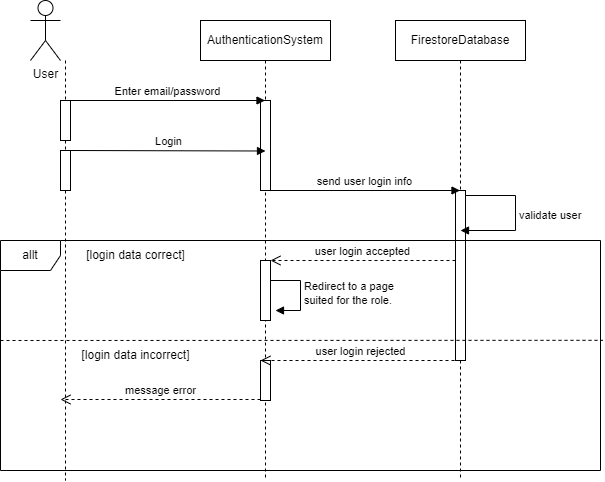 AuthenticationSystem
FirestoreDatabase
User
Enter email/password
Login
send user login info
validate user
allt
[login data correct]
user login accepted
Redirect to a page
suited for the role.
[login data incorrect]
user login rejected
message error